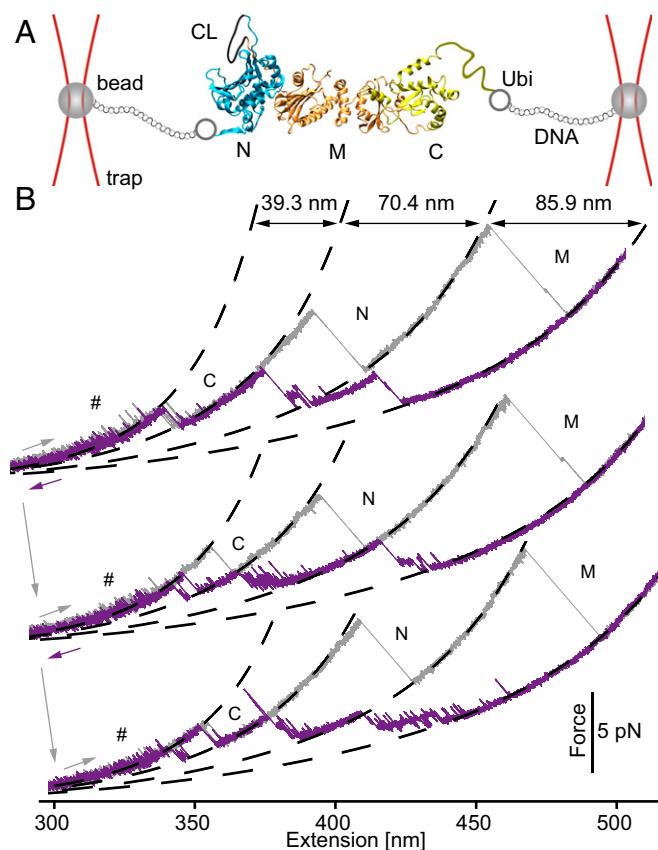 A
CL
bead
Ubi
trap
N
M
C
DNA
B
39.3 nm
70.4 nm
85.9 nm
M
N
C
#
M
N
C
#
M
N
C
#
Force
5 pN
300
350
400
450
500
Extension [nm]